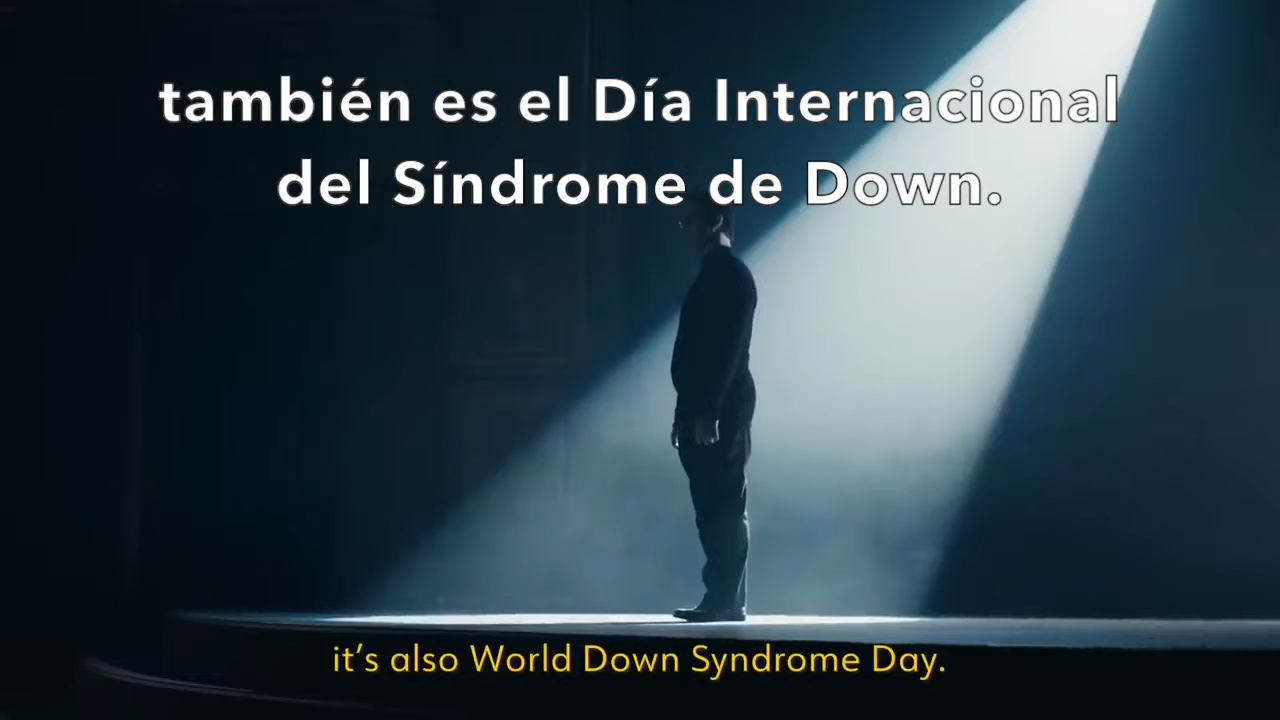 también es el Día Internacional
del Síndrome de Down.
it's also World Down Syndrome Day.